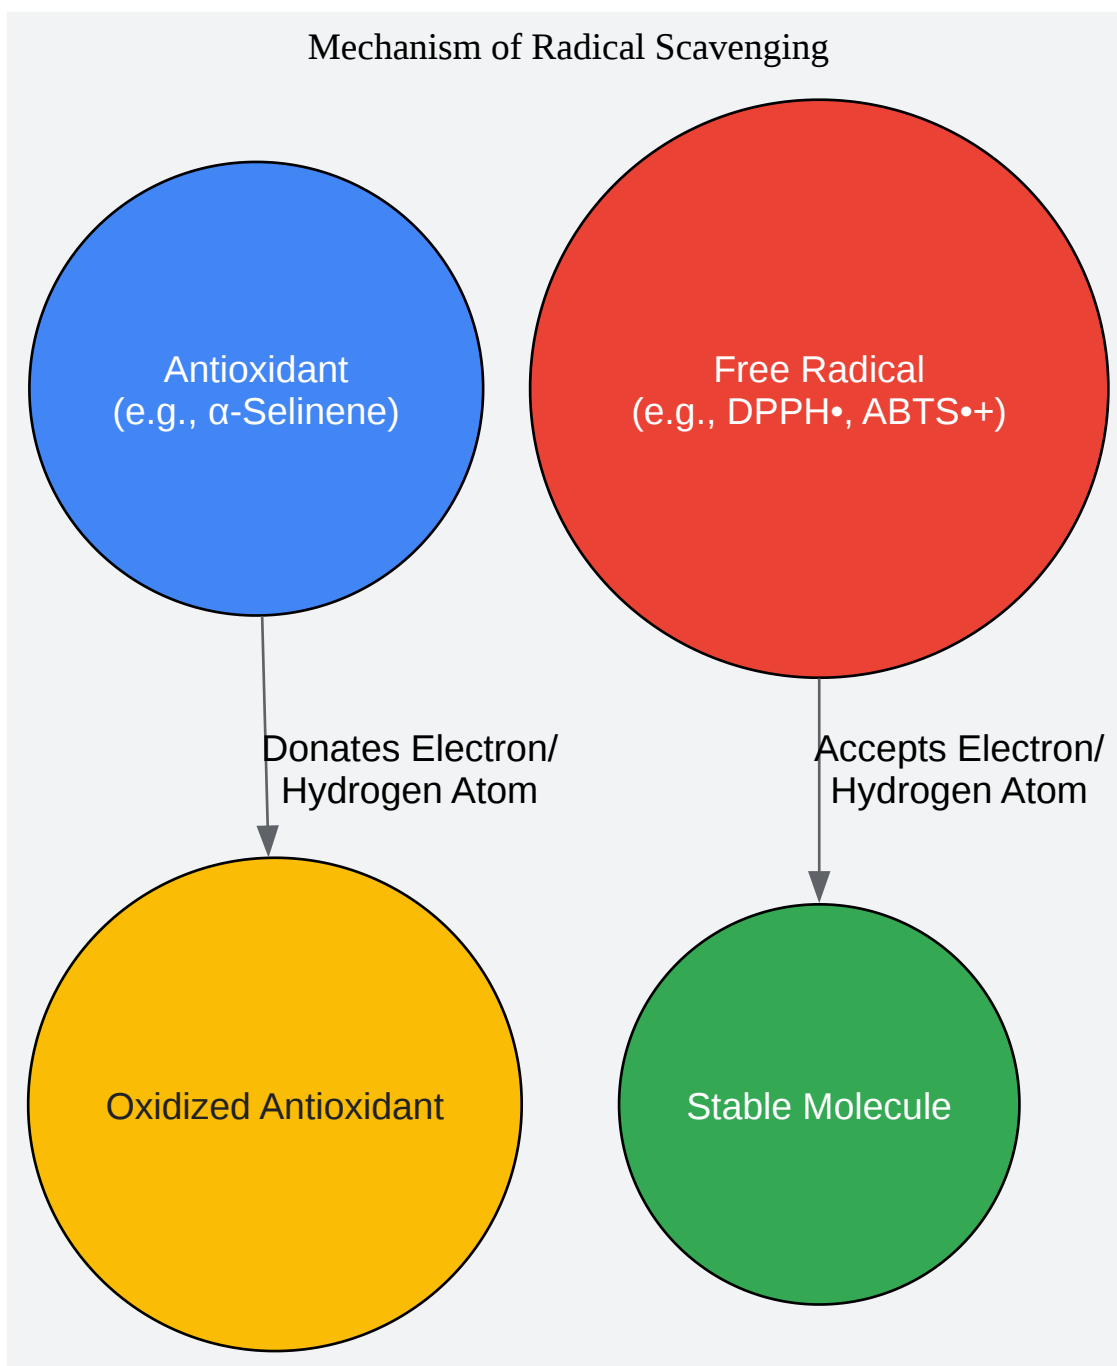 Mechanism of Radical Scavenging
Antioxidant
(e.g., α-Selinene)
Free Radical
(e.g., DPPH•, ABTS•+)
Donates Electron/
Hydrogen Atom
Accepts Electron/
Hydrogen Atom
Oxidized Antioxidant
Stable Molecule